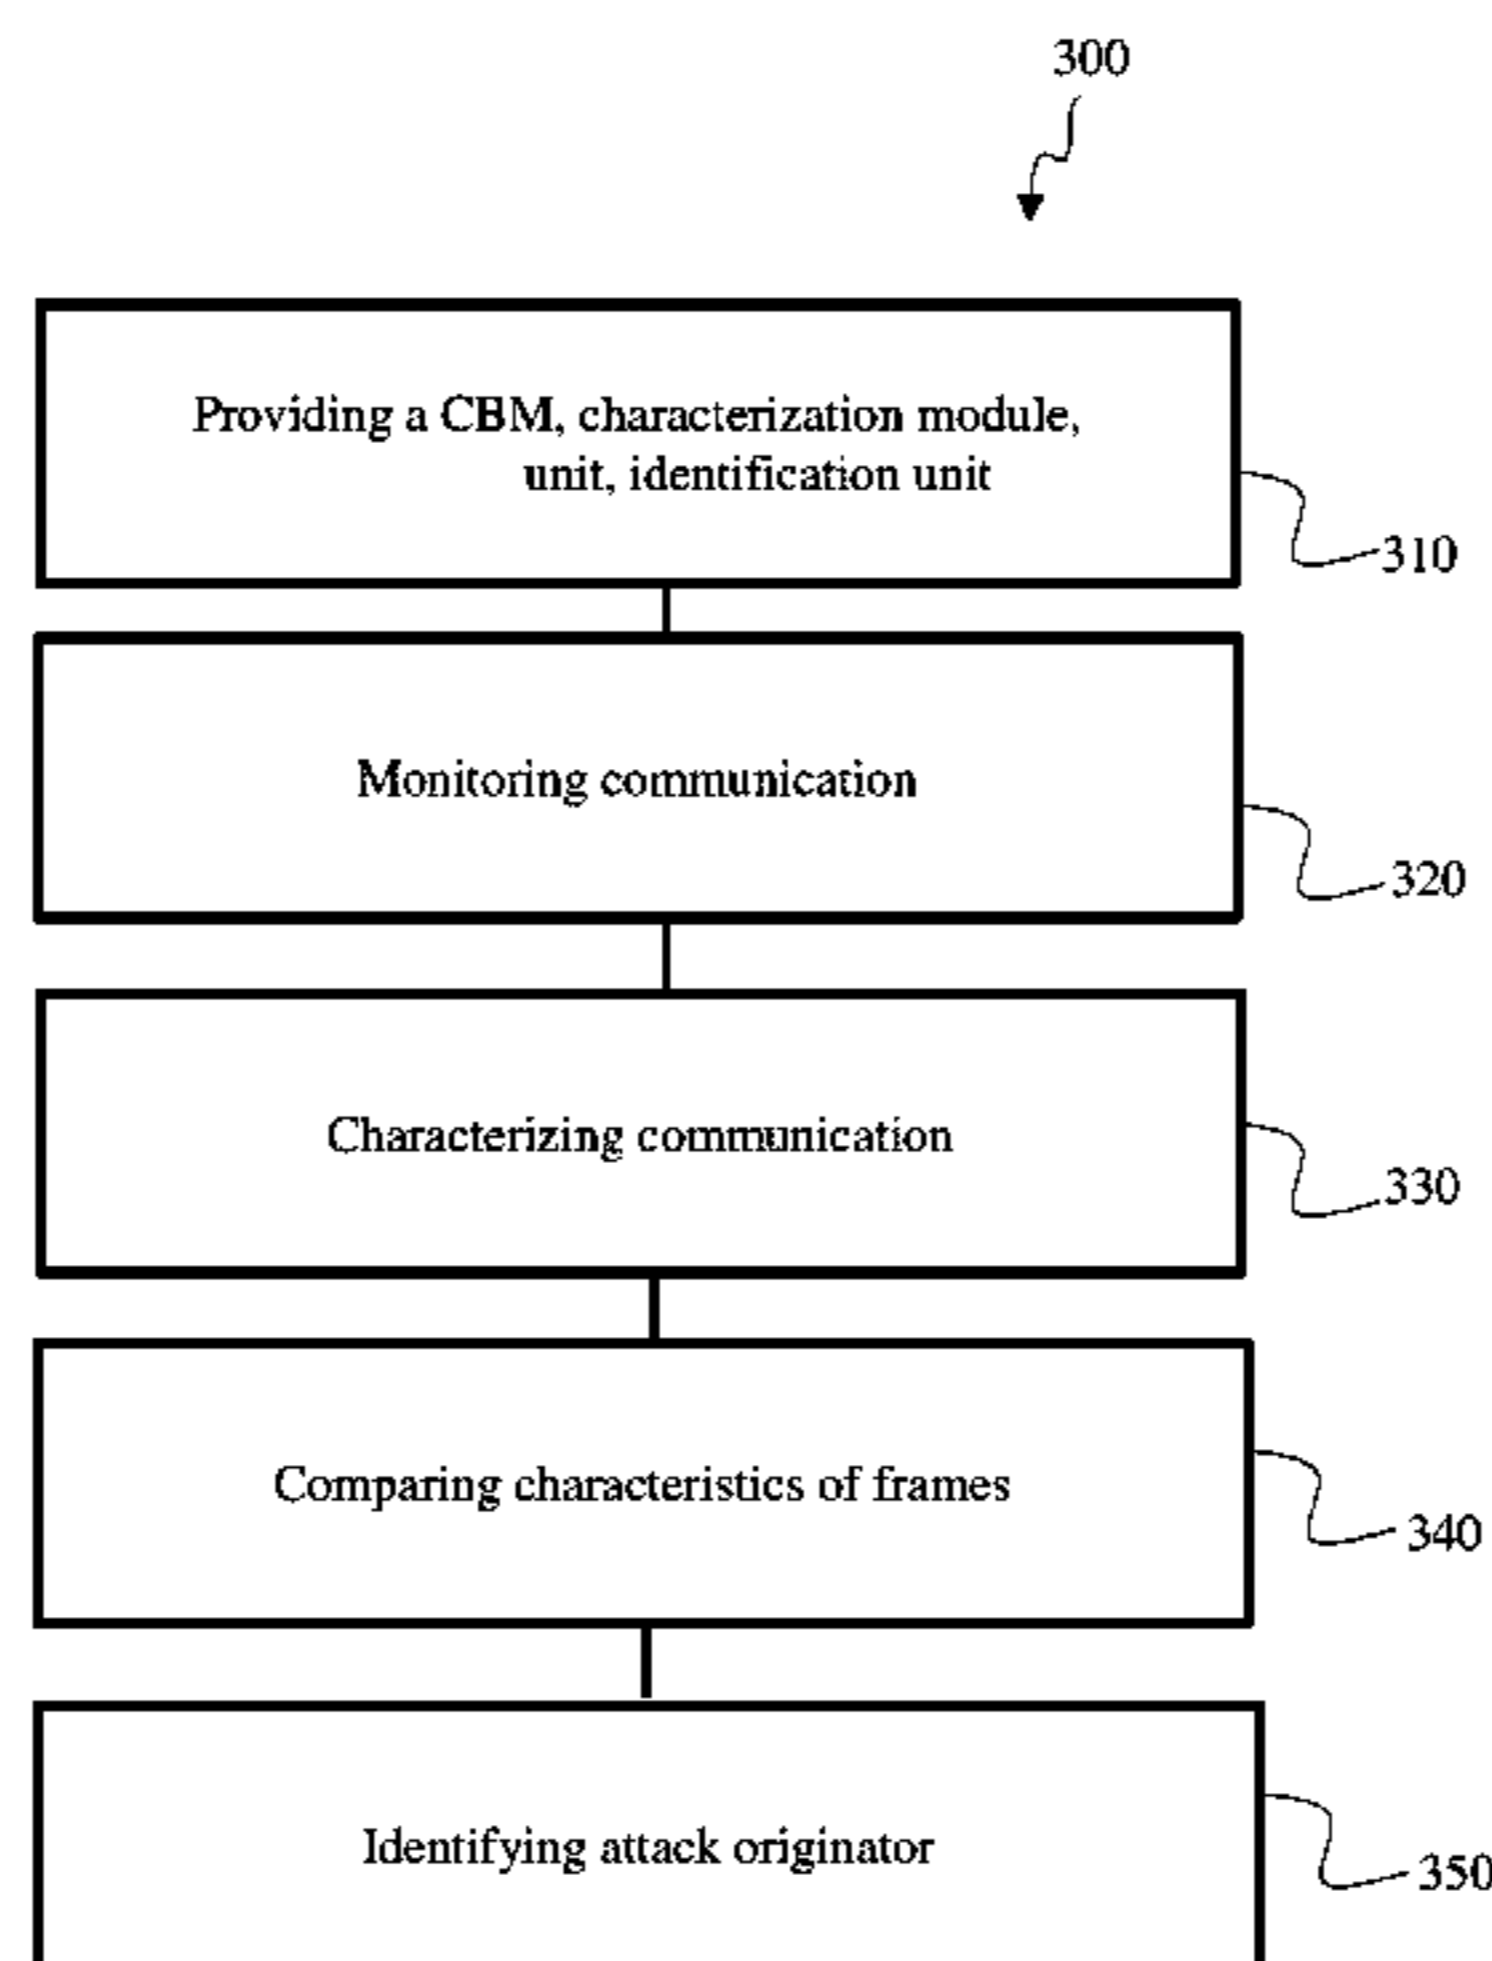 300
Providing a CBM, characterization module,
unit, identification unit
310
Monitoring communication
320
Characterizing communication
330
Comparing characteristics of frames
340
Identifying attack originator
350